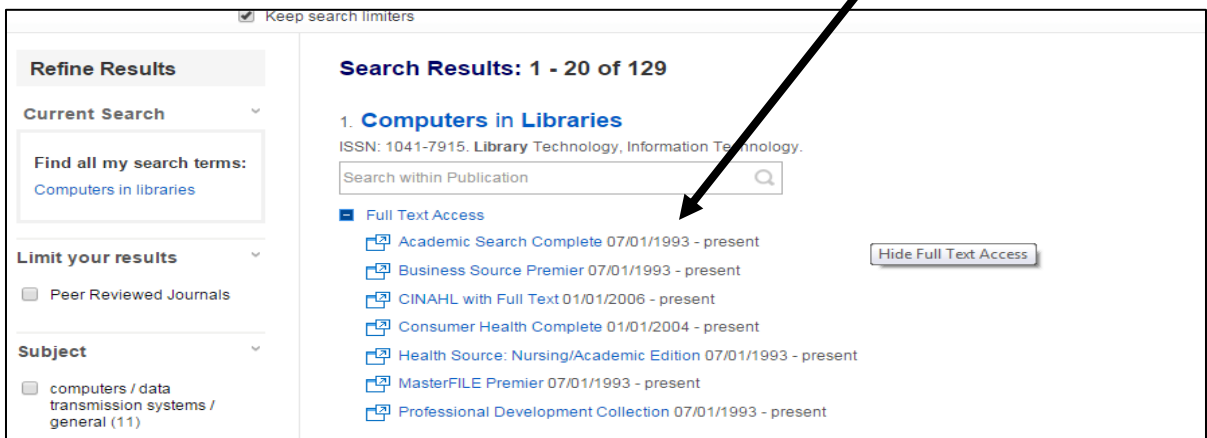 Keep search limiters
Refine Results
Current Search
Find all my search terms:
Computers in libraries
Limit your results
Peer Reviewed Journals
Subject
computers / data
transmission systems /
general (11)
Search Results: 1 - 20 of 129
1. Computers in Libraries
ISSN: 1041-7915. Library Technology, Information Technology.
Search within Publication
Full Text Access
Academic Search Complete 07/01/1993 - present
Hide Full Text Access
Business Source Premier 07/01/1993 - present
CINAHL with Full Text 01/01/2006 - present
Consumer Health Complete 01/01/2004 - present
Health Source: Nursing/Academic Edition 07/01/1993 - present
MasterFILE Premier 07/01/1993 - present
Professional Development Collection 07/01/1993 - present